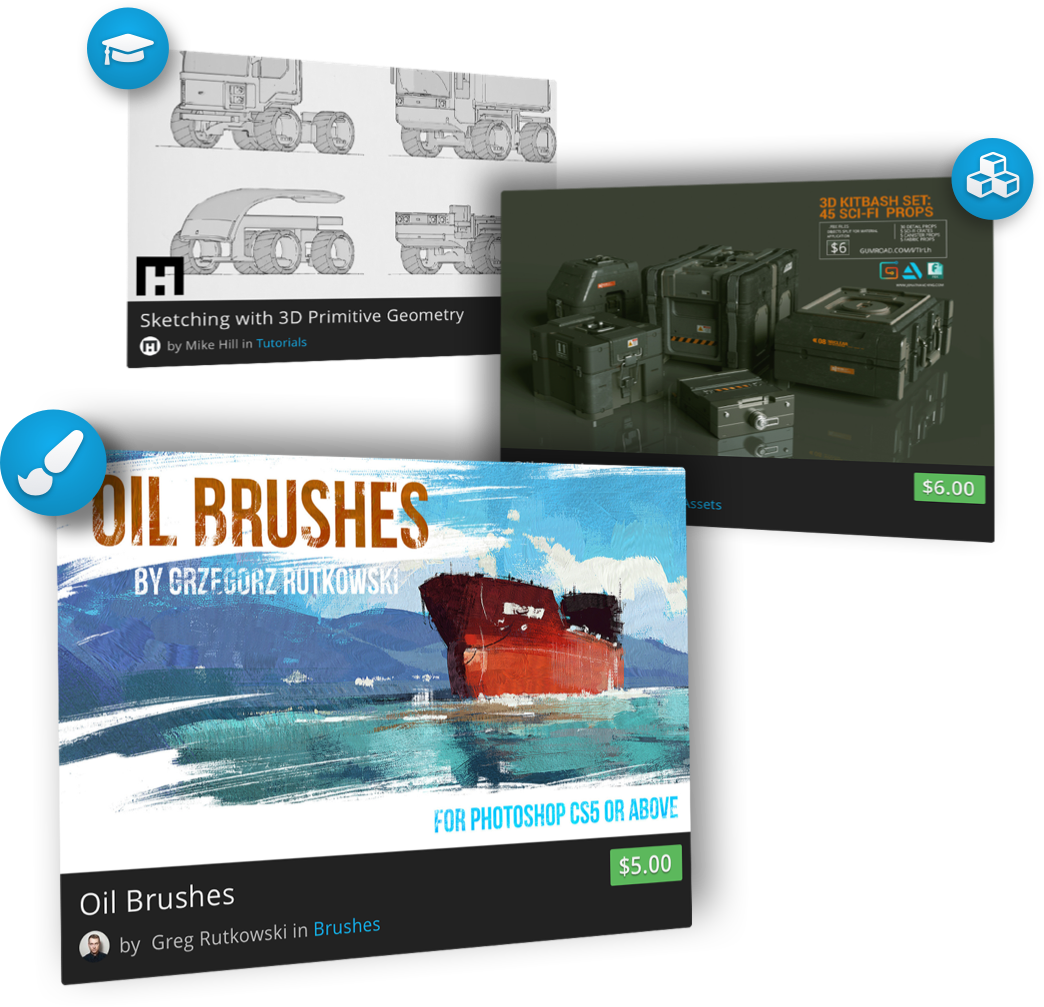 Sketching with 3D Primitive Geometry
by Mike Hill in Tutorials
3D KITBASH SET:
45 SCI-FI PROPS
$6
$6.00
Assets
OIL BRUSHES
BY GRZEGORZ RUTKOWSKI
FOR PHOTOSHOP CS5 OR ABOVE
$5.00
Oil Brushes
by Greg Rutkowski in Brushes